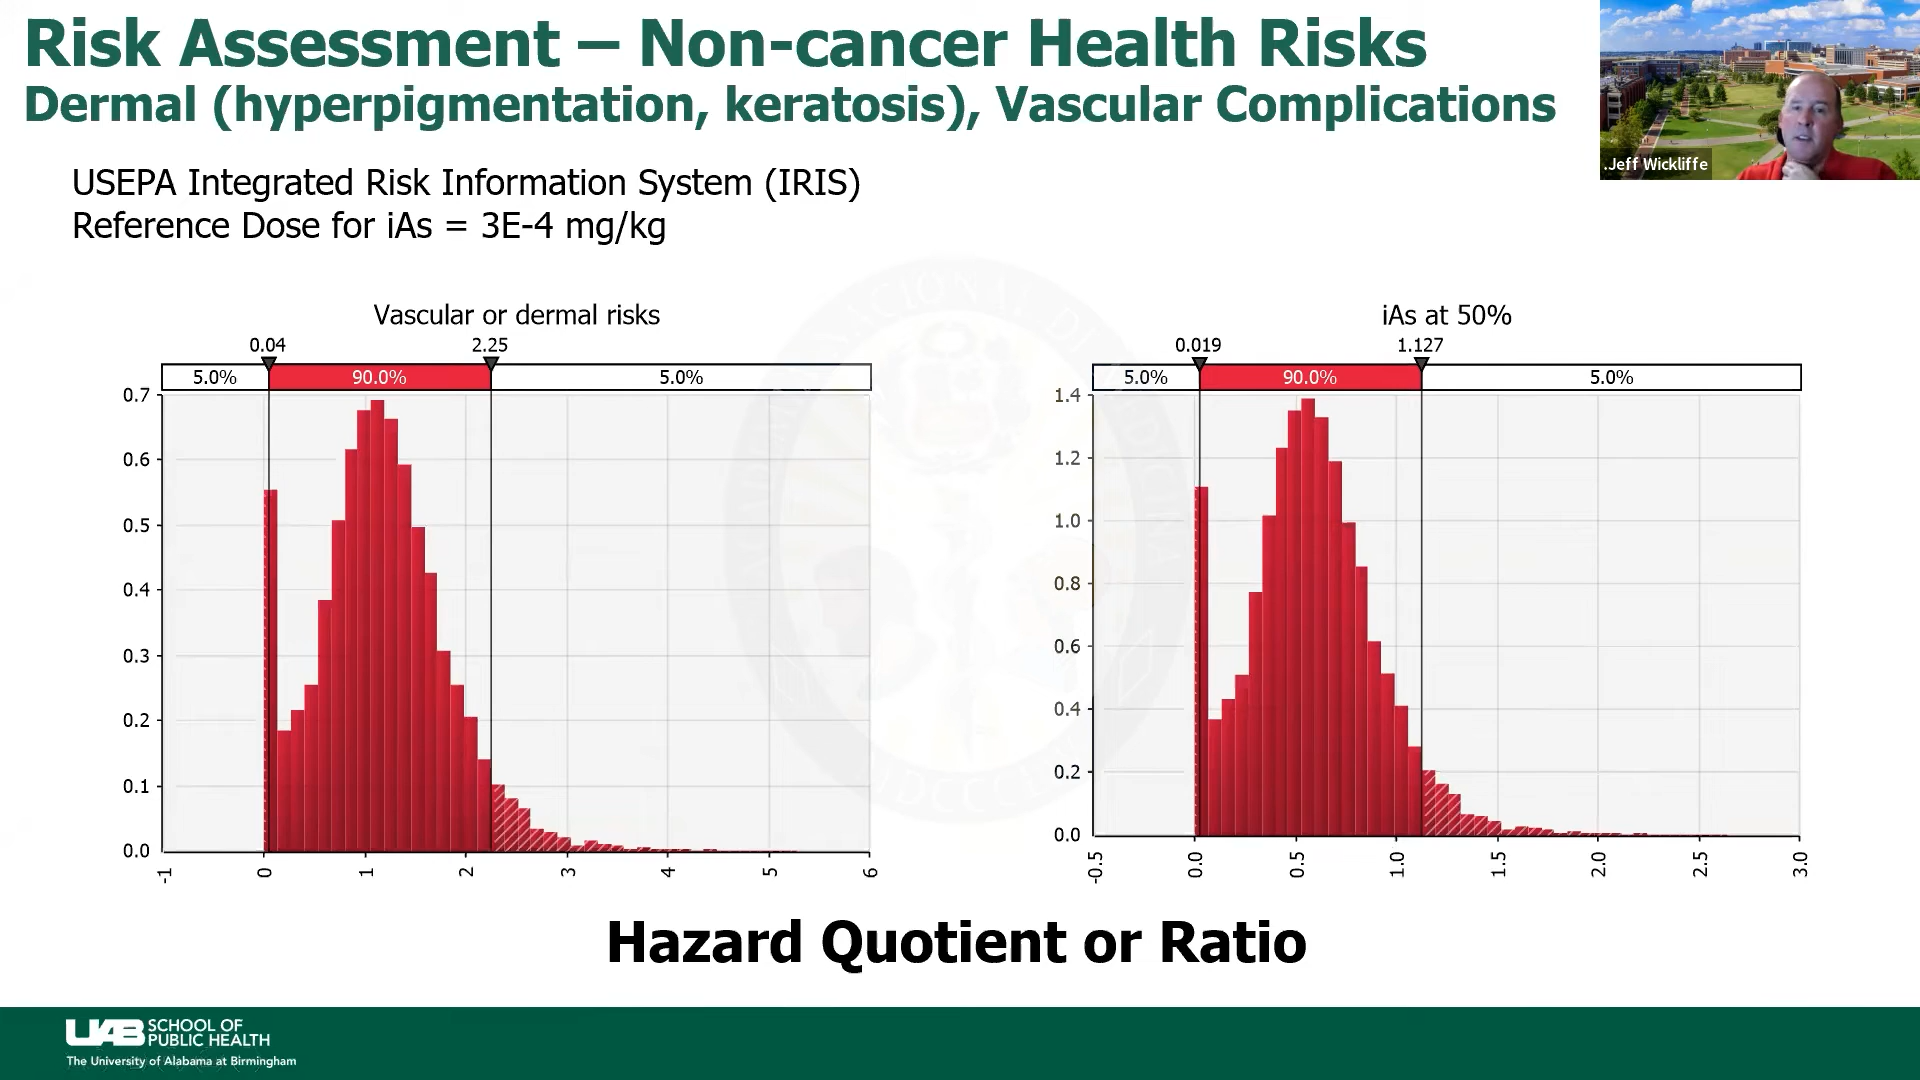 Risk Assessment – Non-cancer Health Risks
Dermal (hyperpigmentation, keratosis), Vascular Complications
.Jeff Wickliffe
USEPA Integrated Risk Information System (IRIS)
Reference Dose for iAs = 3E-4 mg/kg
Vascular or dermal risks
0.04 2.25
5.0% 90.0% 5.0%
0.7
0.6
0.5
0.4
0.3
0.2
0.1
0.0
-1 0 1 2 3 4 5 6
iAs at 50%
0.019 1.127
5.0% 90.0% 5.0%
1.4
1.2
1.0
0.8
0.6
0.4
0.2
0.0
-0.5 0.0 0.5 1.0 1.5 2.0 2.5 3.0
Hazard Quotient or Ratio
UAB SCHOOL OF
PUBLIC HEALTH
The University of Alabama at Birmingham